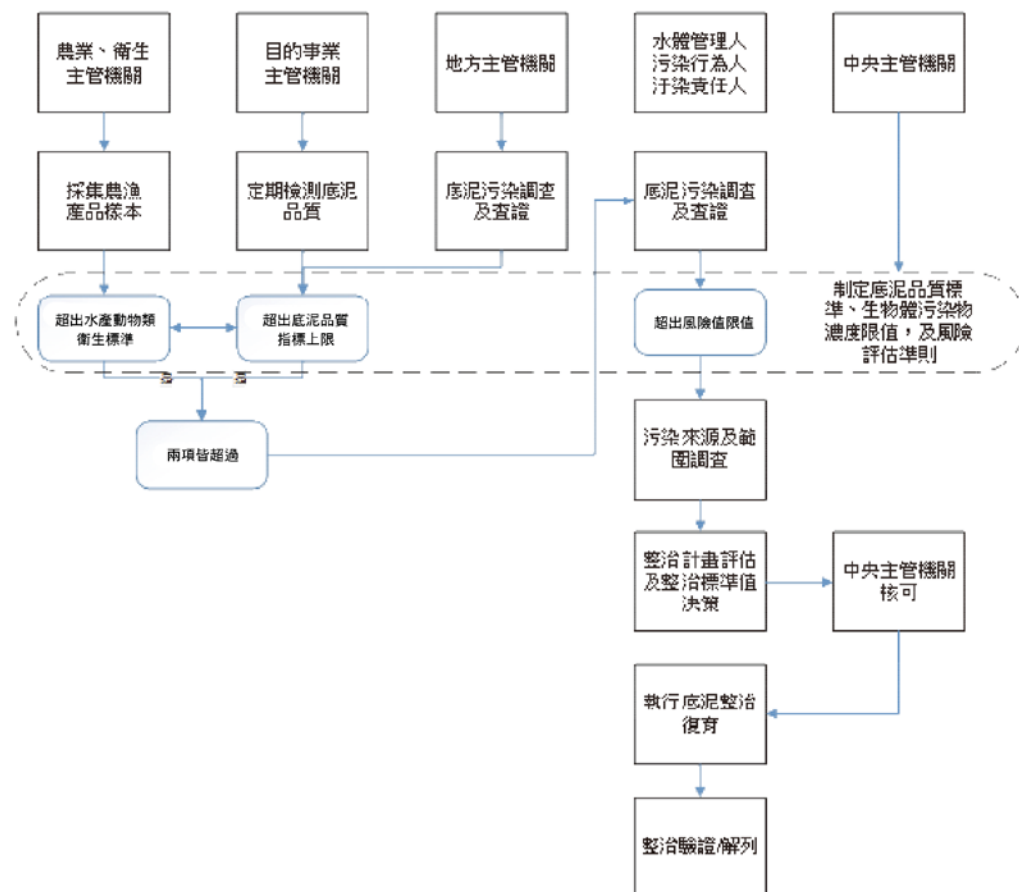 農業、衛生
主管機關
目的事業
主管機關
地方主管機關
水體管理人
污染行為人
汙染責任人
中央主管機關
採集農漁
產品樣本
定期檢測底泥
品質
底泥污染調查
及查證
底泥污染調查
及查證
超出水產動物類
衛生標準
超出底泥品質
指標上限
超出風險值限值
制定底泥品質標
準、生物體污染物
濃度限值，及風險
評估準則
兩項皆超過
污染來源及範
圍調查
整治計畫評估
及整治標準值
決策
中央主管機關
核可
執行底泥整治
復育
整治驗證/解列